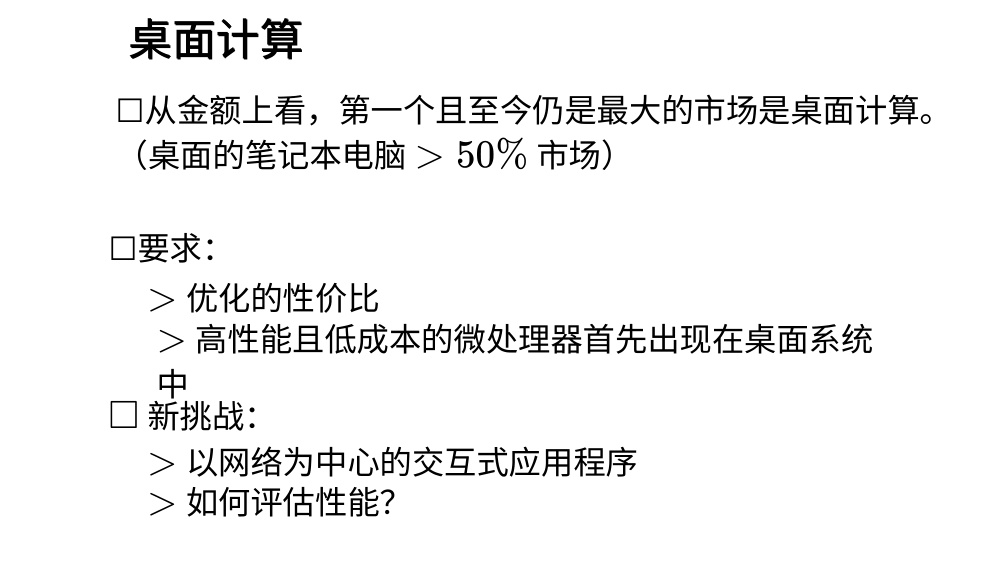 桌面计算
□从金额上看，第一个且至今仍是最大的市场是桌面计算。
（桌面的笔记本电脑 > 50% 市场）
□要求：
> 优化的性价比
> 高性能且低成本的微处理器首先出现在桌面系统
中
□ 新挑战：
> 以网络为中心的交互式应用程序
> 如何评估性能？